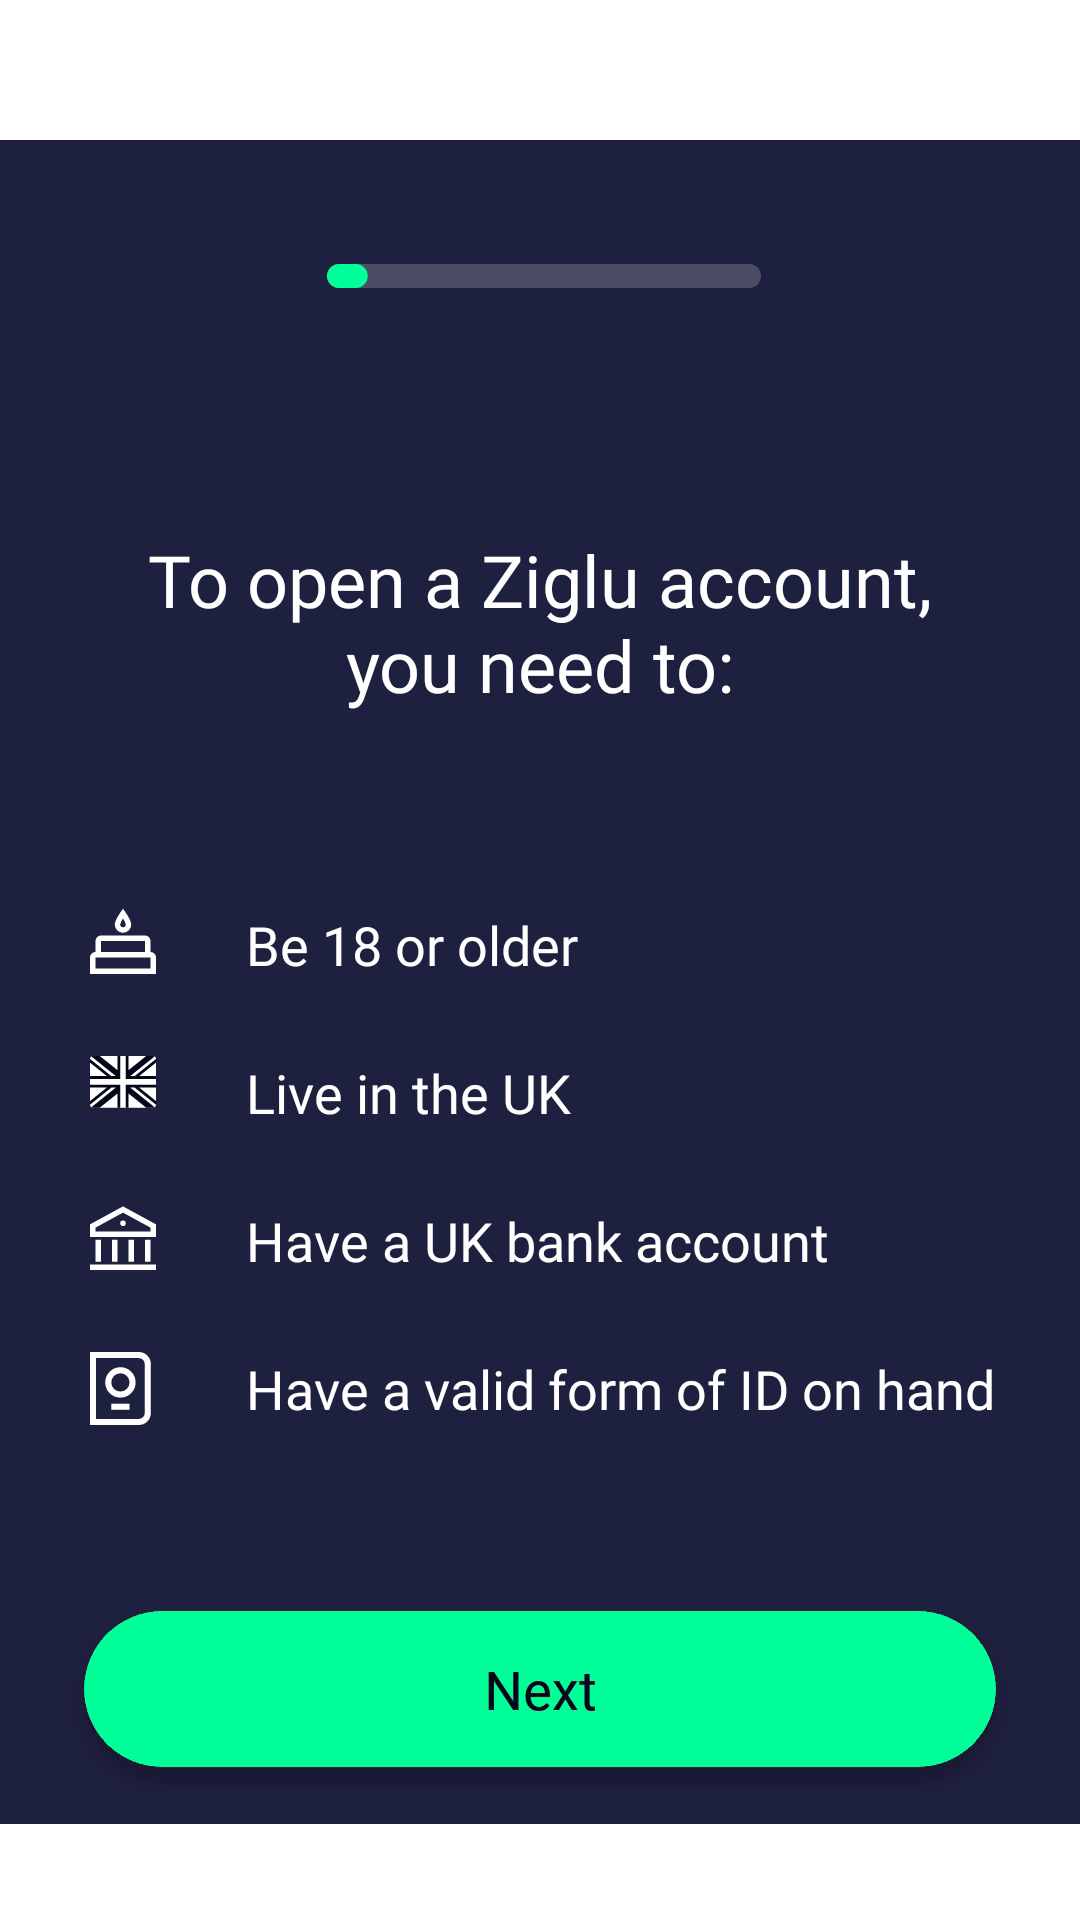 To open a Ziglu account,
you need to:
Be 18 or older
Live in the UK
Have a UK bank account
Have a valid form of ID on hand
Next